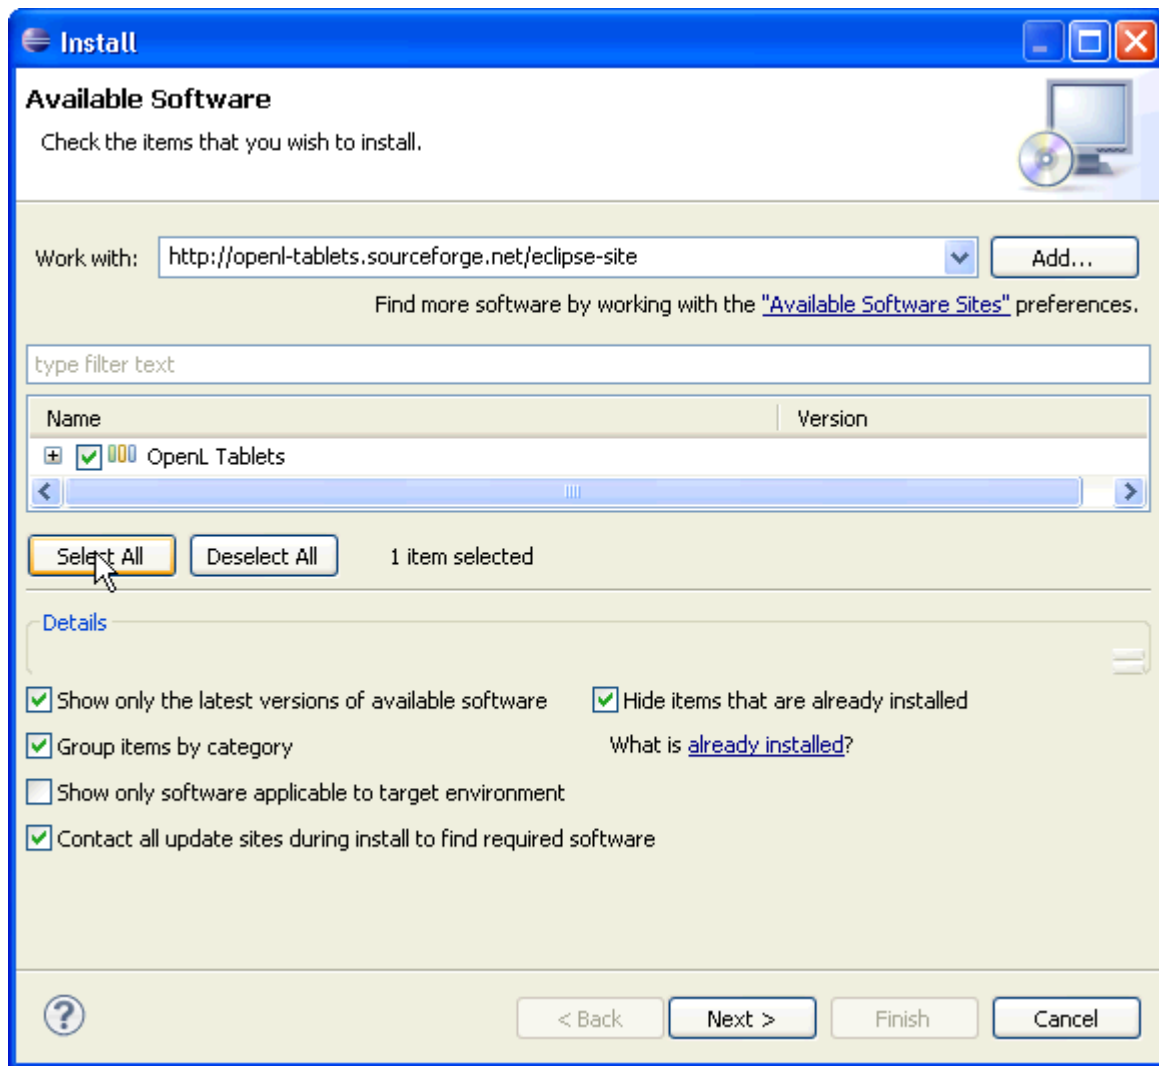 Install
Available Software
Check the items that you wish to install.
Work with: http://openl-tablets.sourceforge.net/eclipse-site Add...
Find more software by working with the "Available Software Sites" preferences.
type filter text
Name Version
OpenL Tablets
Select All Deselect All 1 item selected
Details
Show only the latest versions of available software Hide items that are already installed
Group items by category What is already installed?
Show only software applicable to target environment
Contact all update sites during install to find required software
? < Back Next > Finish Cancel